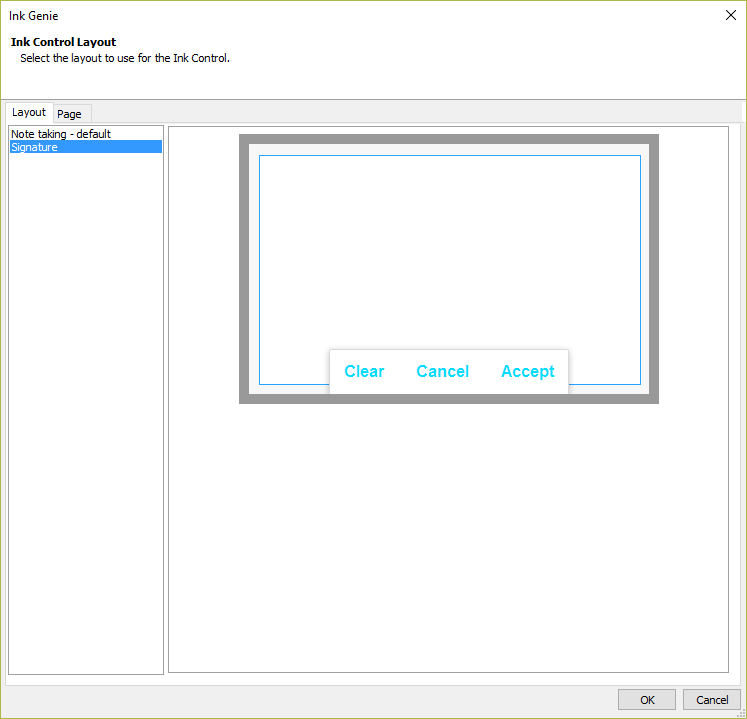 Ink Genie
Ink Control Layout
Select the layout to use for the Ink Control.
Layout Page
Note taking - default
Signature
Clear Cancel Accept
OK Cancel